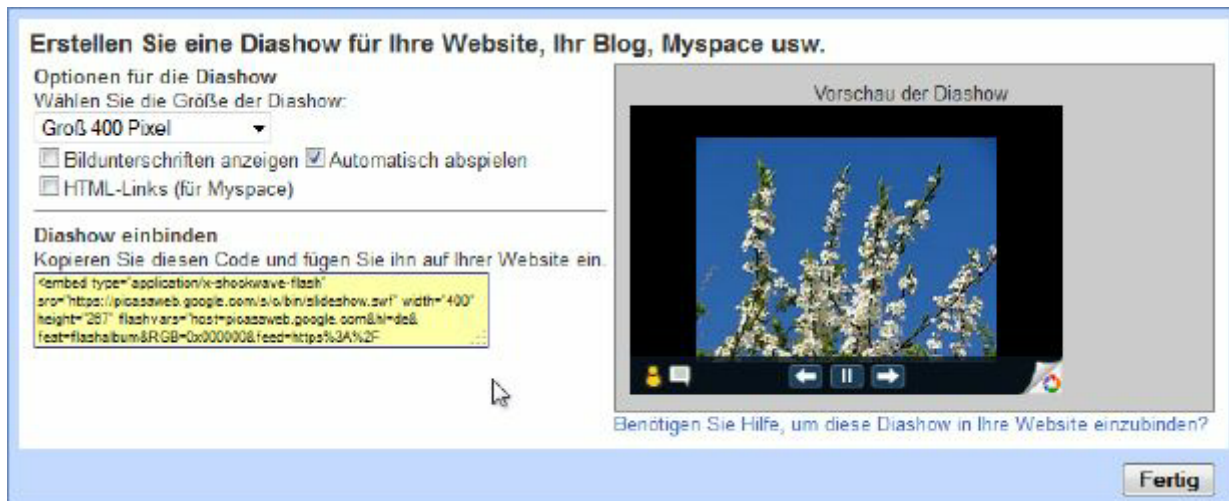 Erstellen Sie eine Diashow für Ihre Website, Ihr Blog, Myspace usw.
Optionen für die Diashow
Wählen Sie die Größe der Diashow:
Groß 400 Pixel
Bildunterschriften anzeigen Automatisch abspielen
HTML-Links (für Myspace)
Diashow einbinden
Kopieren Sie diesen Code und fügen Sie ihn auf Ihrer Website ein.
<embed type="application/x-shockwave-flash"
src="https://picasaweb.google.com/s/c/bin/slideshow.swf" width="400"
height="267" flashvars="host=picasaweb.google.com&hl=de&
feat=flashalbum&RGB=0x000000&feed=https%3A%2F
Vorschau der Diashow
Benötigen Sie Hilfe, um diese Diashow in Ihre Website einzubinden?
Fertig